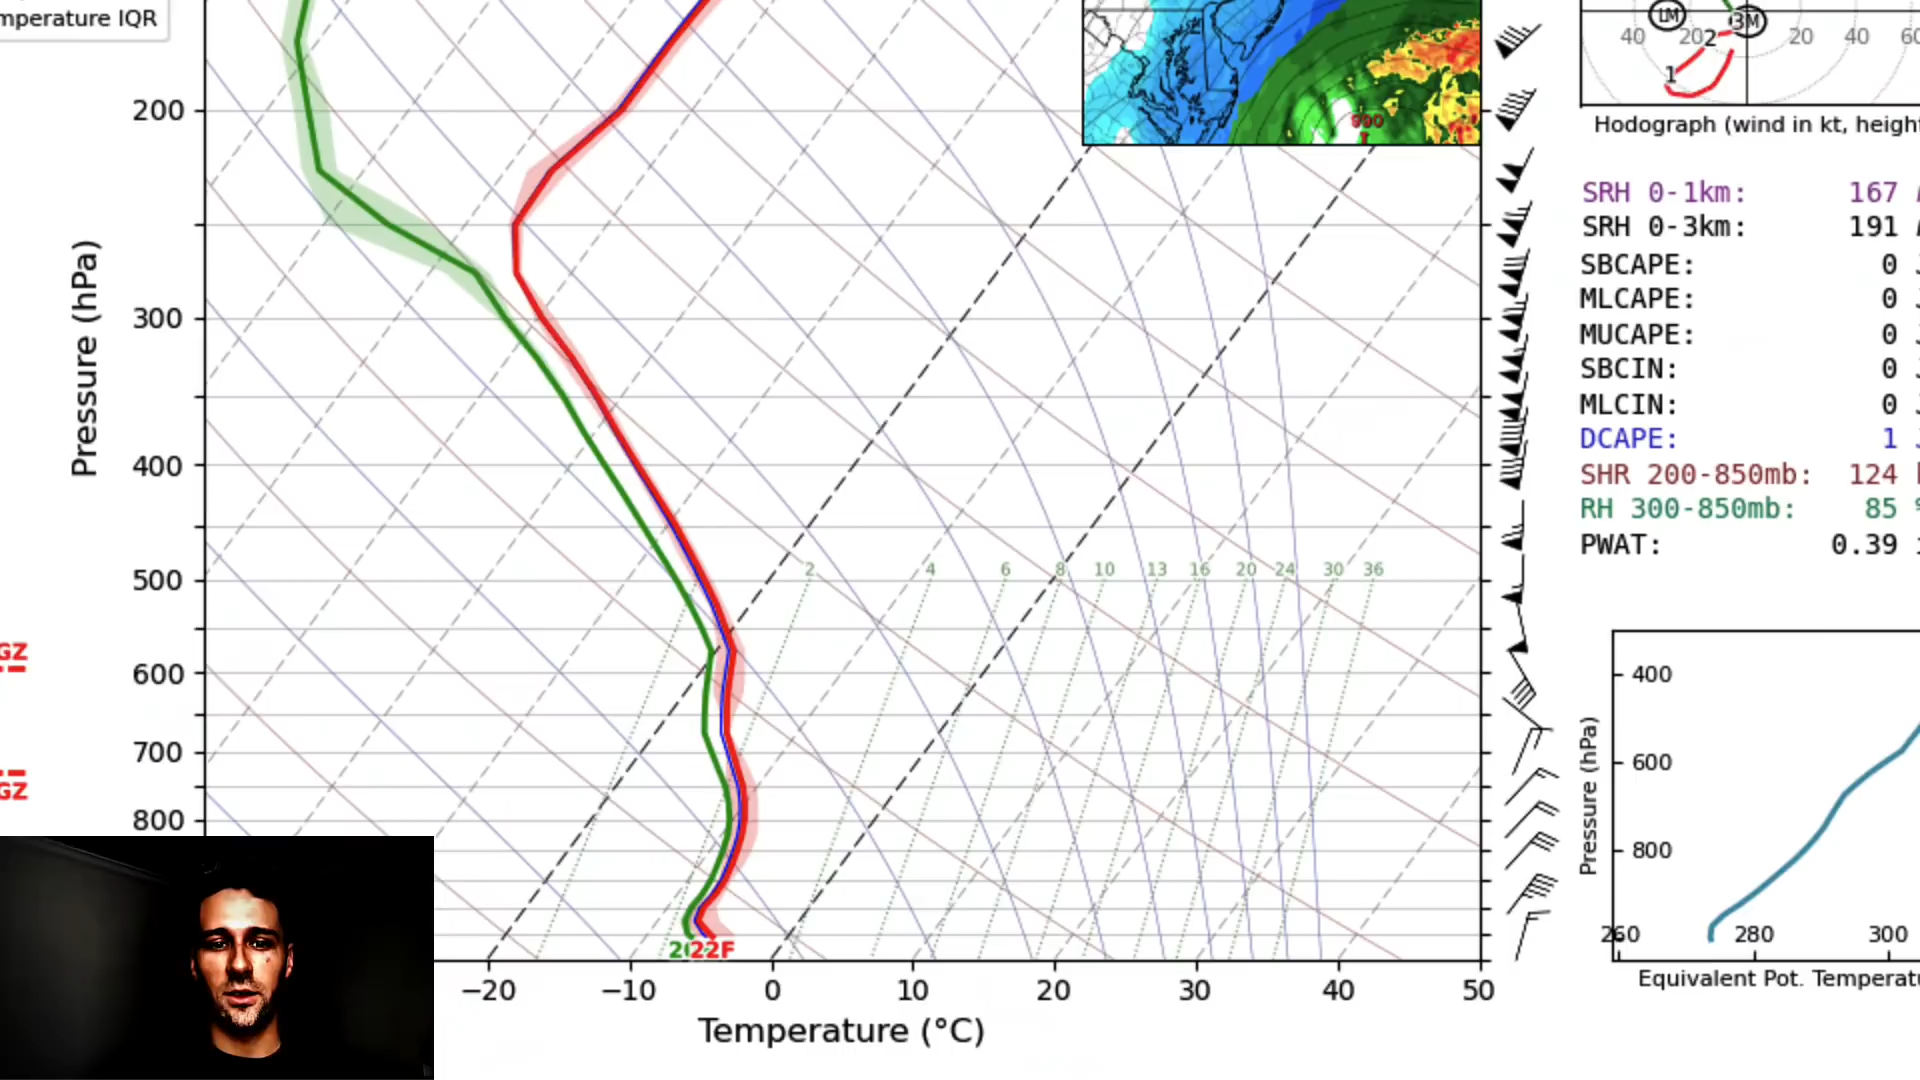 mperature IQR
200
300
400
500
600
700
800
Pressure (hPa)
GZ
GZ
2 4 6 8 10 13 16 20 24 30 36
22F
−20 −10 0 10 20 30 40 50
Temperature (°C)
990
LM
3M
2
1
40 20 20 40 60
Hodograph (wind in kt, height
SRH 0-1km: 167
SRH 0-3km: 191
SBCAPE: 0
MLCAPE: 0
MUCAPE: 0
SBCIN: 0
MLCIN: 0
DCAPE: 1
SHR 200-850mb: 124
RH 300-850mb: 85
PWAT: 0.39
400
600
800
Pressure (hPa)
260 280 300
Equivalent Pot. Temperatu